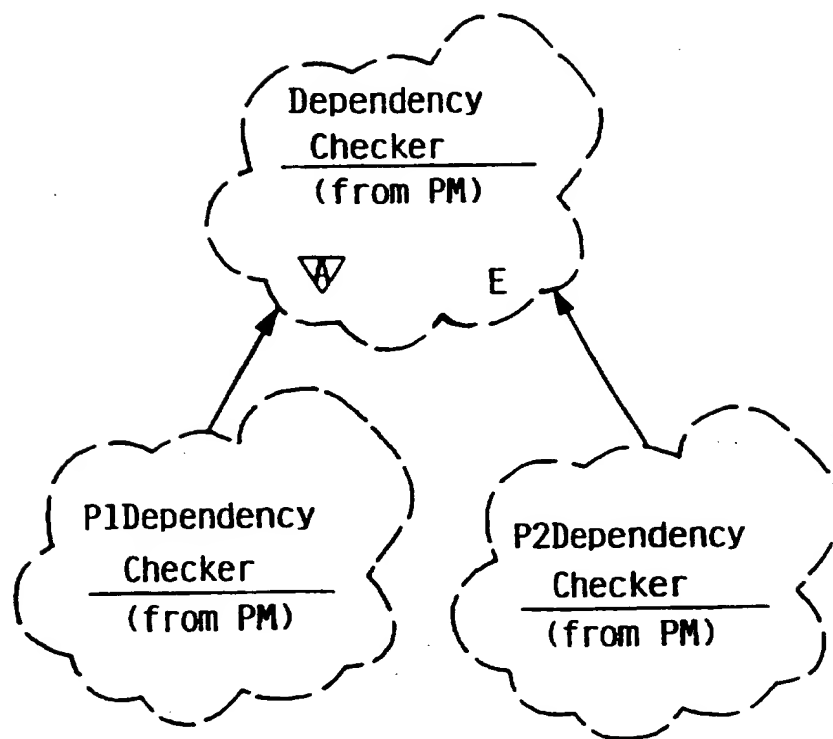 Dependency
Checker
(from PM)
A
E
P1Dependency
Checker
(from PM)
P2Dependency
Checker
(from PM)